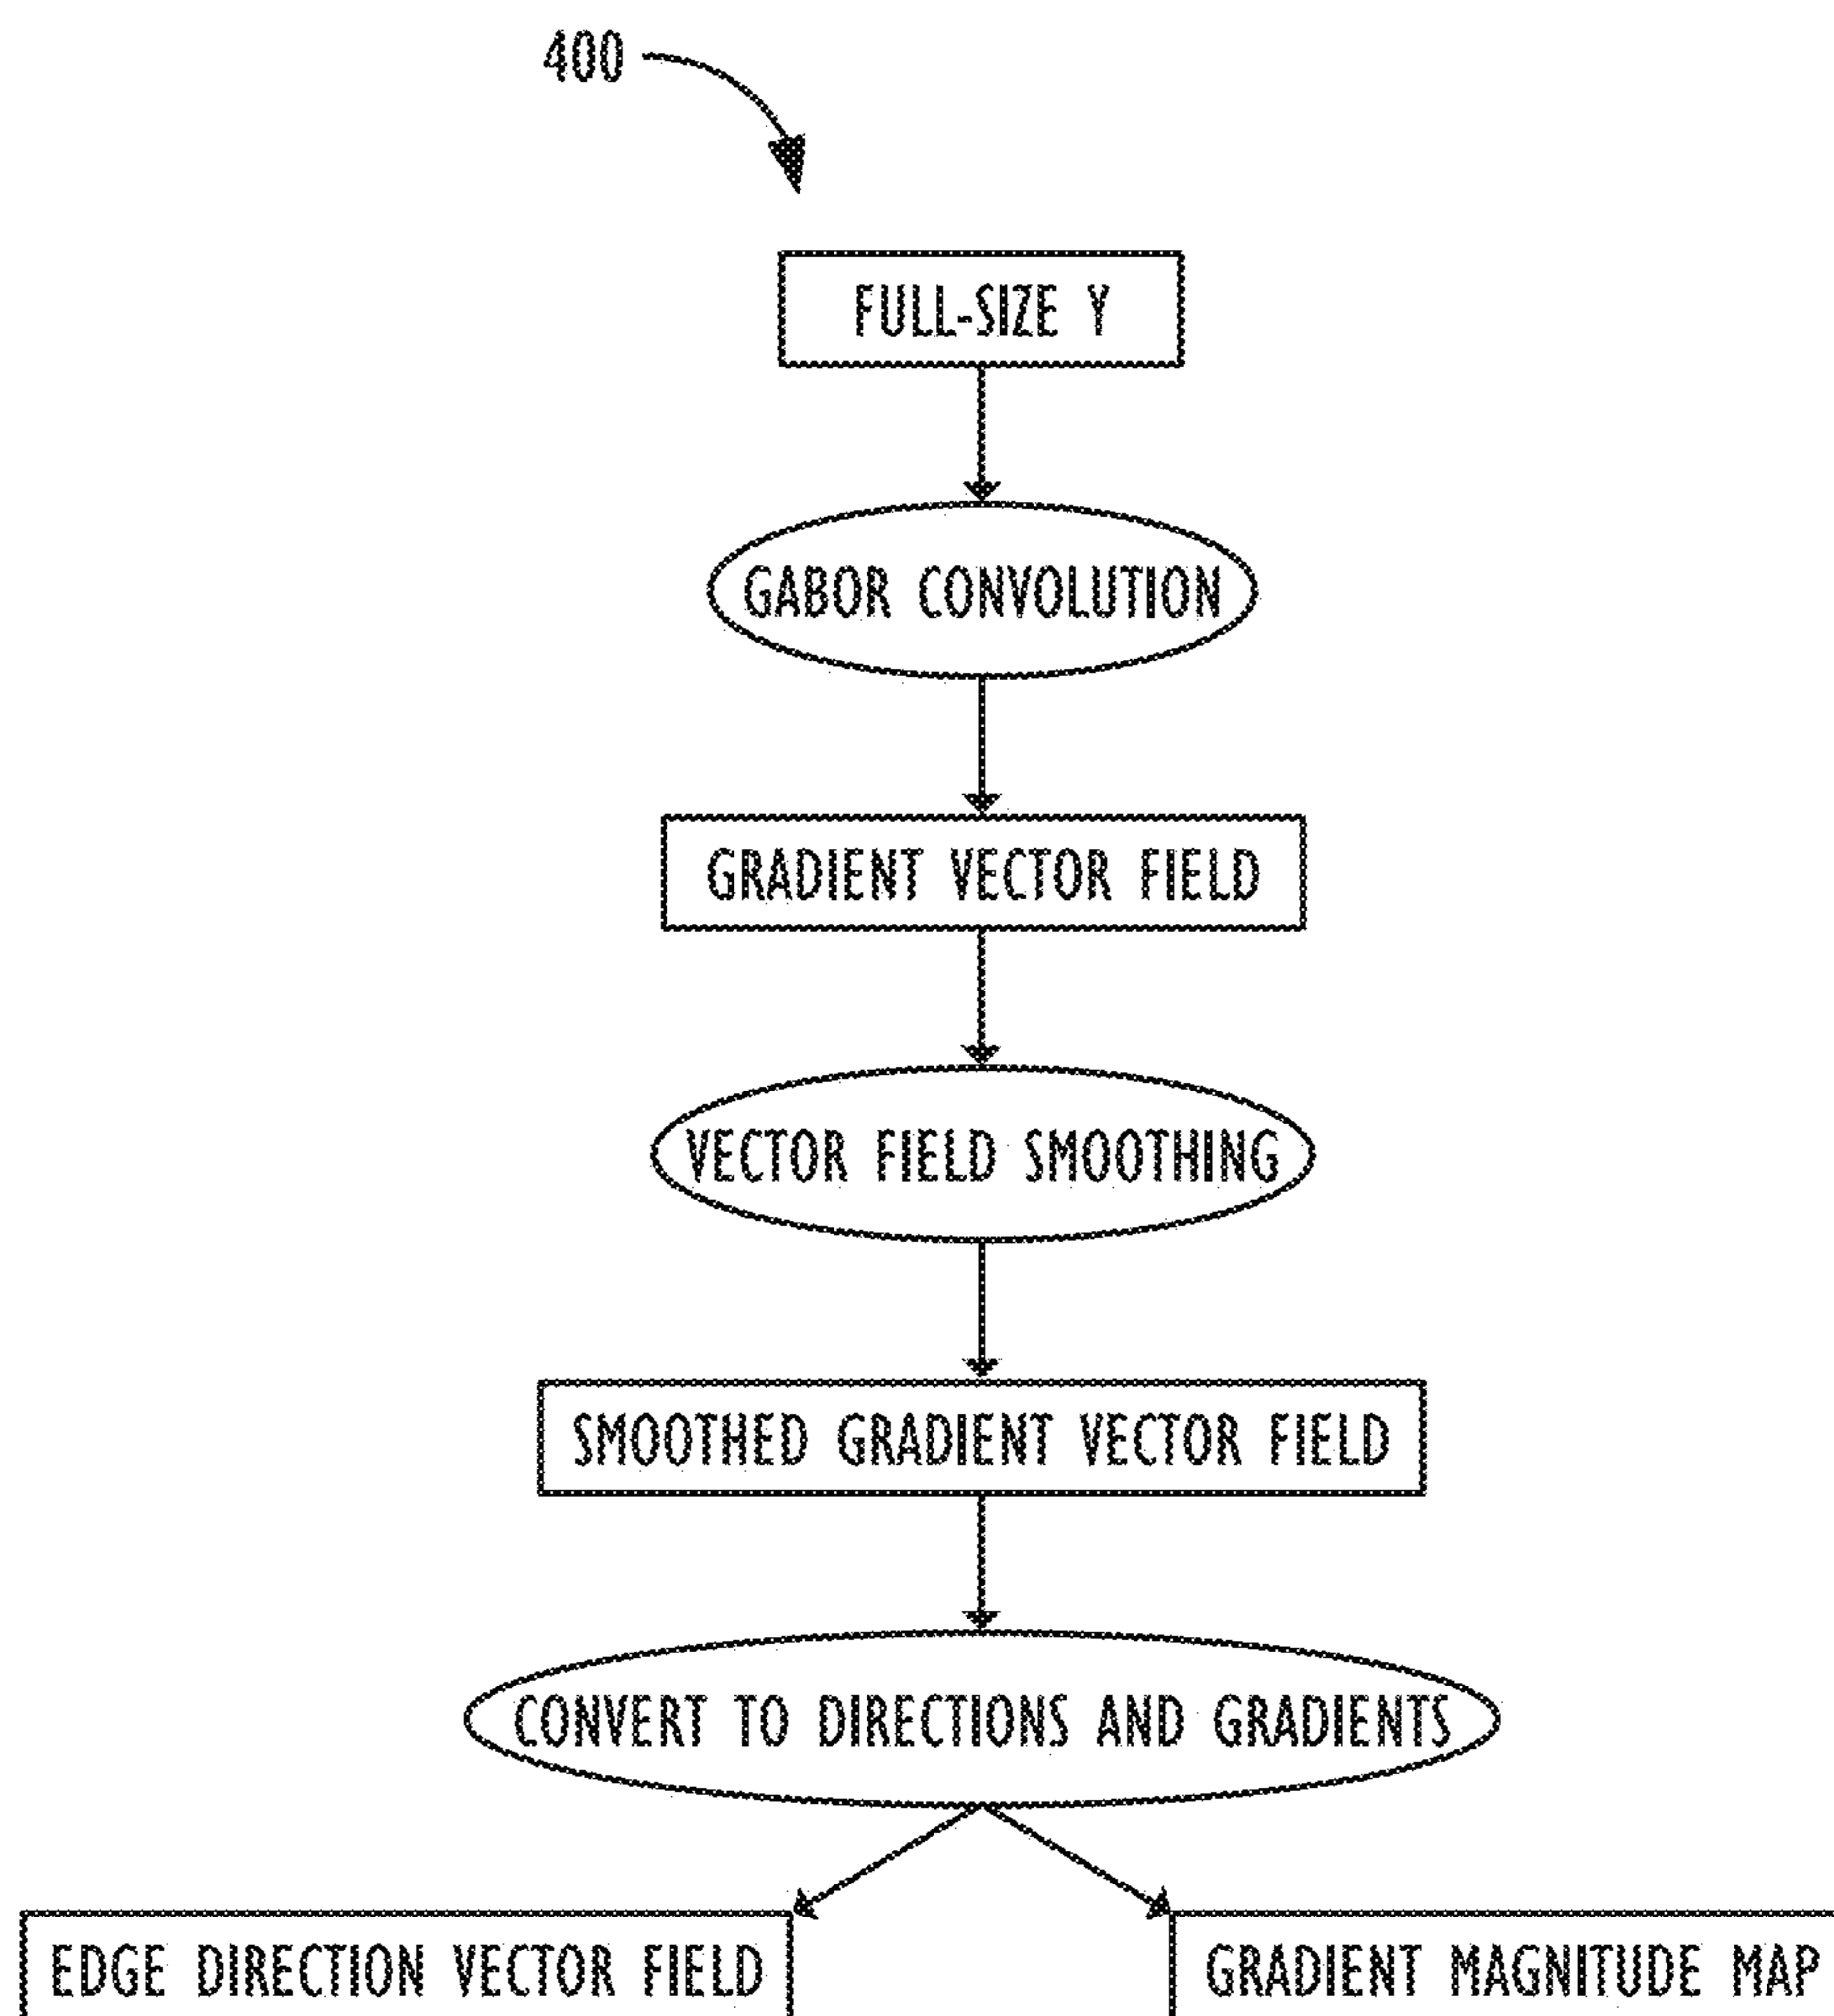 400
FULL-SIZE Y
GABOR CONVOLUTION
GRADIENT VECTOR FIELD
VECTOR FIELD SMOOTHING
SMOOTHED GRADIENT VECTOR FIELD
CONVERT TO DIRECTIONS AND GRADIENTS
EDGE DIRECTION VECTOR FIELD
GRADIENT MAGNITUDE MAP